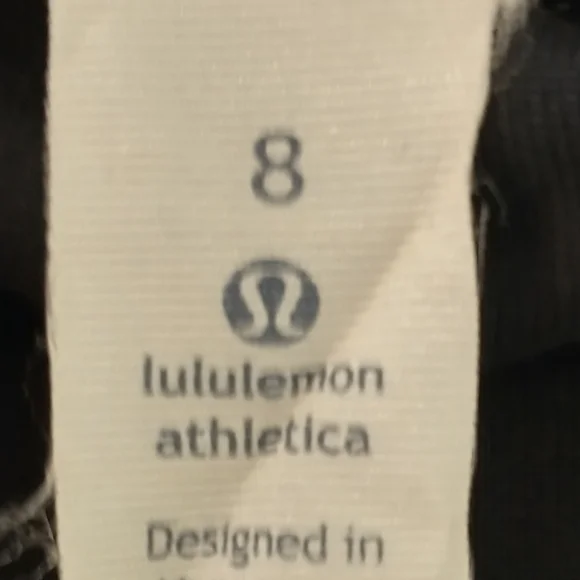 8
lululemon
athletica
Designed in